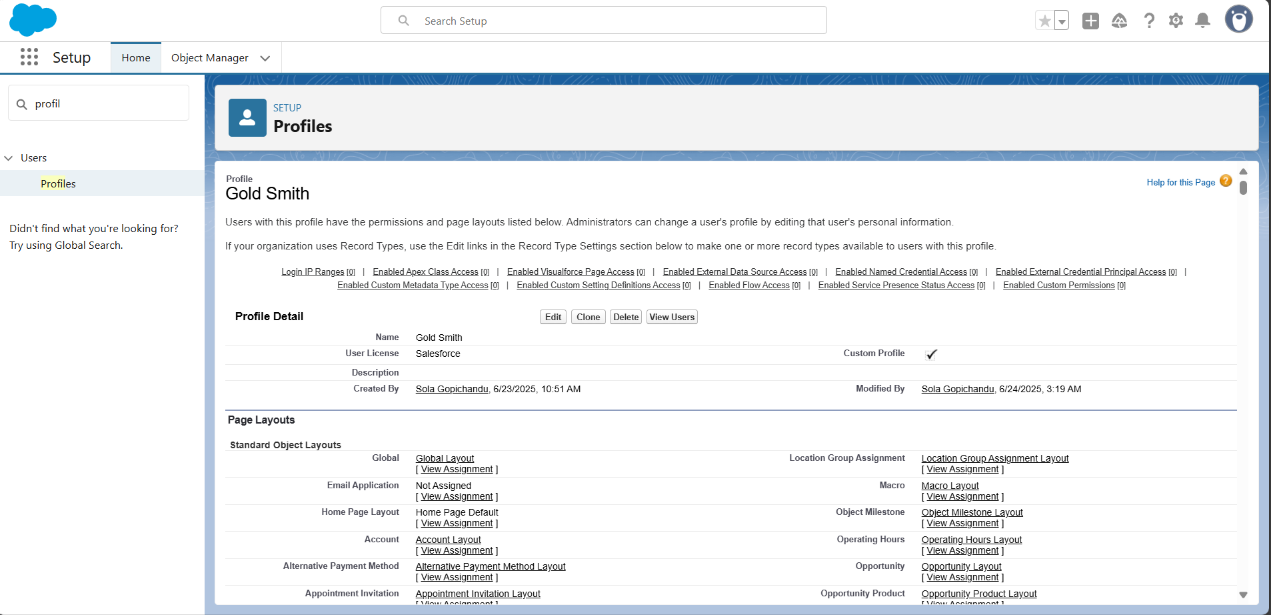 Search Setup
Setup
Home
Object Manager
profil
Users
Profiles
Didn't find what you're looking for?
Try using Global Search.
SETUP
Profiles
Profile
Gold Smith
Help for this Page
Users with this profile have the permissions and page layouts listed below. Administrators can change a user's profile by editing that user's personal information.
If your organization uses Record Types, use the Edit links in the Record Type Settings section below to make one or more record types available to users with this profile.
Login IP Ranges [0] | Enabled Apex Class Access [0] | Enabled Visualforce Page Access [0] | Enabled External Data Source Access [0] | Enabled Named Credential Access [0] | Enabled External Credential Principal Access [0] |
Enabled Custom Metadata Type Access [0] | Enabled Custom Setting Definitions Access [0] | Enabled Flow Access [0] | Enabled Service Presence Status Access [0] | Enabled Custom Permissions [0]
Profile Detail Edit Clone Delete View Users
Name Gold Smith
User License Salesforce Custom Profile ✓
Description
Created By Sola Gopichandu, 6/23/2025, 10:51 AM Modified By Sola Gopichandu, 6/24/2025, 3:19 AM
Page Layouts
Standard Object Layouts
Global Global Layout Location Group Assignment Location Group Assignment Layout
[ View Assignment ] [ View Assignment ]
Email Application Not Assigned Macro Macro Layout
[ View Assignment ] [ View Assignment ]
Home Page Layout Home Page Default Object Milestone Object Milestone Layout
[ View Assignment ] [ View Assignment ]
Account Account Layout Operating Hours Operating Hours Layout
[ View Assignment ] [ View Assignment ]
Alternative Payment Method Alternative Payment Method Layout Opportunity Opportunity Layout
[ View Assignment ] [ View Assignment ]
Appointment Invitation Appointment Invitation Layout Opportunity Product Opportunity Product Layout
[ View Assignment ] [ View Assignment ]